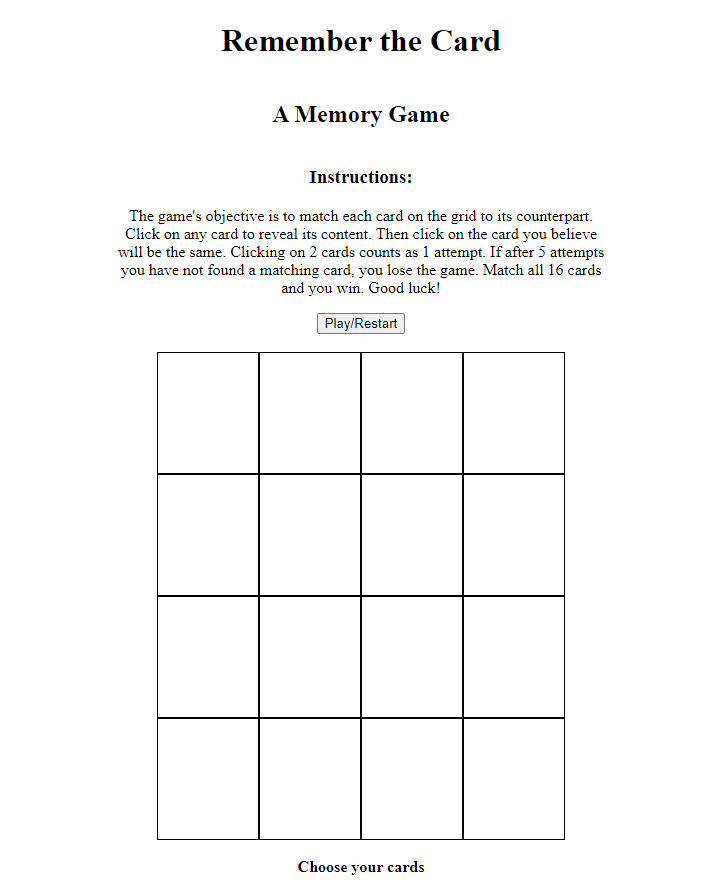 Remember the Card
A Memory Game
Instructions:
The game's objective is to match each card on the grid to its counterpart.
Click on any card to reveal its content. Then click on the card you believe
will be the same. Clicking on 2 cards counts as 1 attempt. If after 5 attempts
you have not found a matching card, you lose the game. Match all 16 cards
and you win. Good luck!
Play/Restart
Choose your cards